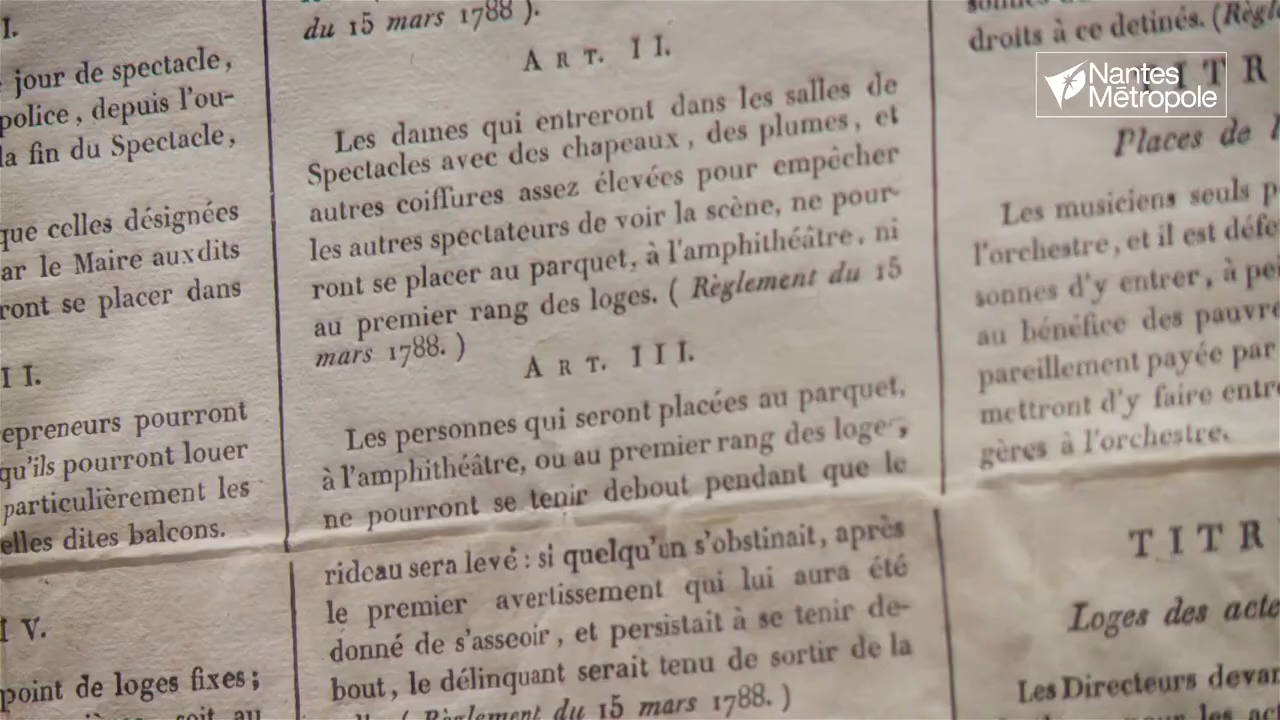 I.
jour de spectacle,
police, depuis l'ou-
la fin du Spectacle,
que celles désignées
ar le Maire auxdits
ront se placer dans
II.
epreneurs pourront
qu'ils pourront louer
particulièrement les
elles dites balcons.
IV.
point de loges fixes;
soit au
du 15 mars 1788 ).
ART. II.
Les dames qui entreront dans les salles de
Spectacles avec des chapeaux, des plumes, et
autres coiffures assez élevées pour empêcher
les autres spectateurs de voir la scène, ne pour-
ront se placer au parquet, à l'amphithéâtre, ni
au premier rang des loges. ( Règlement du 15
mars 1788. )
ART. III.
Les personnes qui seront placées au parquet,
à l'amphithéâtre, ou au premier rang des loges,
ne pourront se tenir debout pendant que le
rideau sera levé : si quelqu'un s'obstinait, après
le premier avertissement qui lui aura été
donné de s'asseoir, et persistait à se tenir de-
bout, le délinquant serait tenu de sortir de la
( Règlement du 15 mars 1788. )
droits à ce detinés. (Règl
Nantes
Métropole
TITR
Places de l
Les musiciens seuls p
l'orchestre, et il est défe
sonnes d'y entrer, à pei
au bénéfice des pauvre
pareillement payée par
mettront d'y faire entre
gères à l'orchestre.
TITR
Loges des acte
Les Directeurs devan